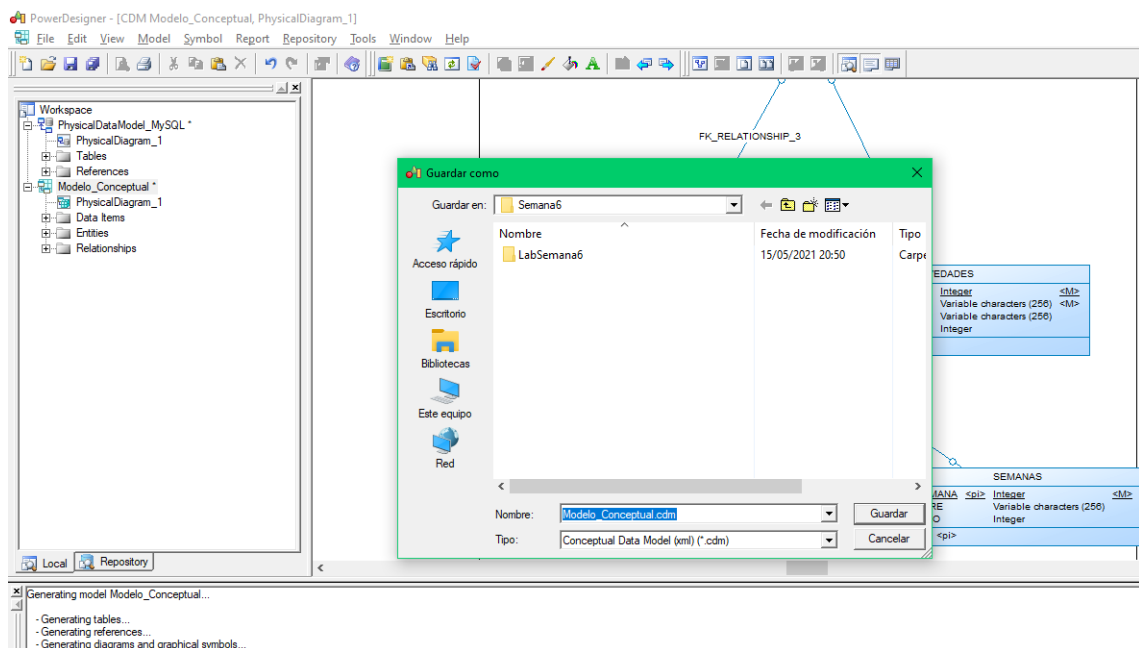 PowerDesigner - [CDM Modelo_Conceptual, PhysicalDiagram_1]
File Edit View Model Symbol Report Repository Tools Window Help
Workspace
PhysicalDataModel_MySQL *
PhysicalDiagram_1
Tables
References
Modelo_Conceptual *
PhysicalDiagram_1
Data Items
Entities
Relationships
Local Repository
FK_RELATIONSHIP_3
Guardar como
Guardar en: Semana6
Nombre Fecha de modificación Tipo
LabSemana6 15/05/2021 20:50 Carpe
Acceso rápido
Escritorio
Bibliotecas
Este equipo
Red
Nombre: Modelo_Conceptual.cdm Guardar
Tipo: Conceptual Data Model (xml) (*.cdm) Cancelar
EDADES
Integer <M>
Variable characters (256) <M>
Variable characters (256)
Integer
SEMANAS
MANA <pi> Integer <M>
RE Variable characters (256)
O Integer
<pi>
Generating model Modelo_Conceptual...
- Generating tables...
- Generating references...
- Generating diagrams and graphical symbols...